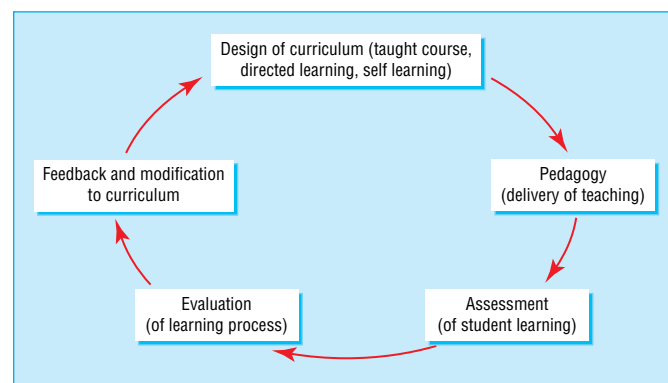 Design of curriculum (taught course,
directed learning, self learning)
Pedagogy
(delivery of teaching)
Assessment
(of student learning)
Evaluation
(of learning process)
Feedback and modification
to curriculum